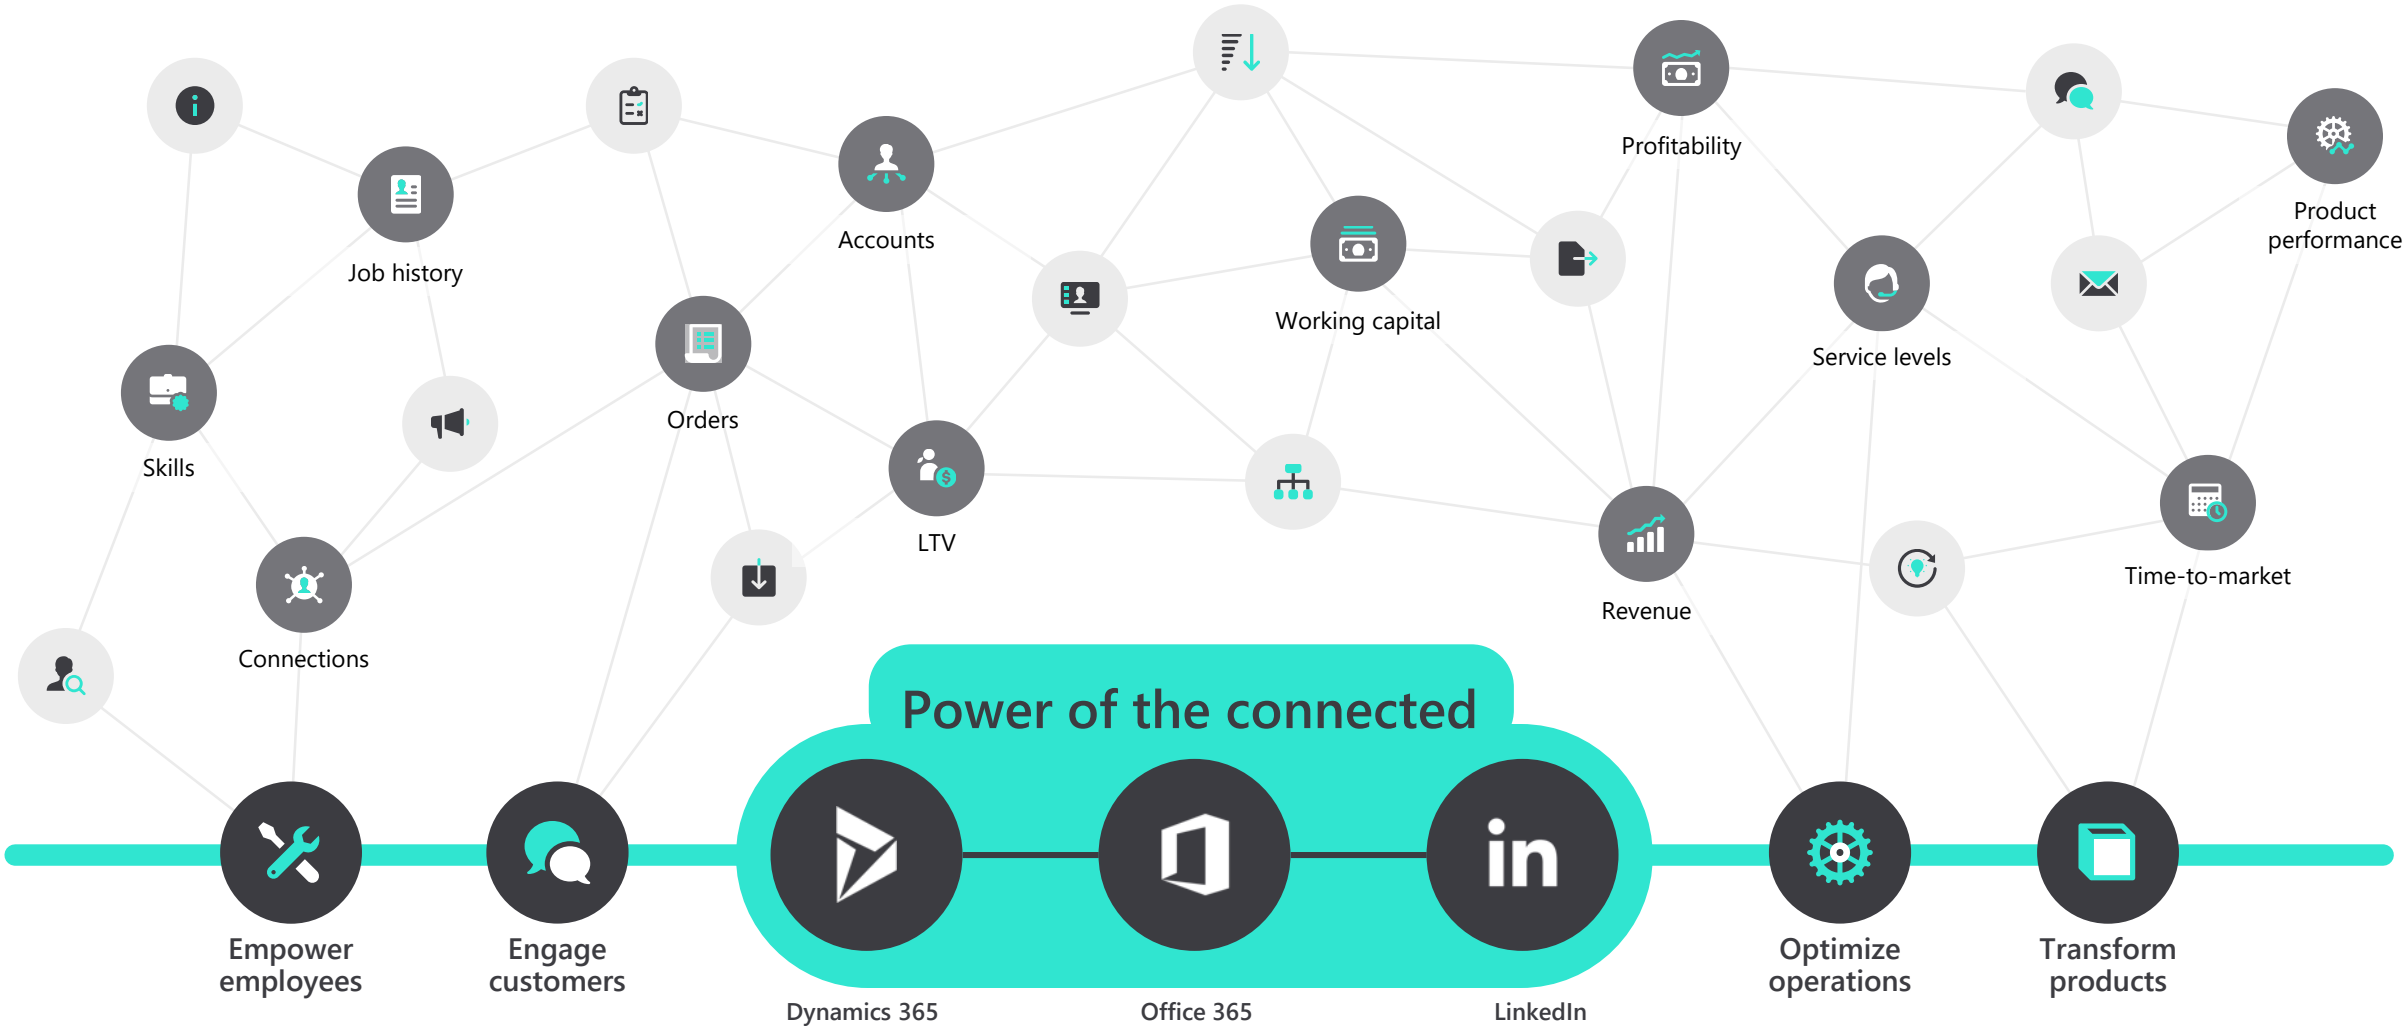 Profitability
Product
performance
Accounts
Job history
Working capital
Service levels
Orders
Skills
LTV
Time-to-market
Revenue
Connections
Power of the connected
in
Empower
employees
Engage
customers
Optimize
operations
Transform
products
Dynamics 365
Office 365
LinkedIn